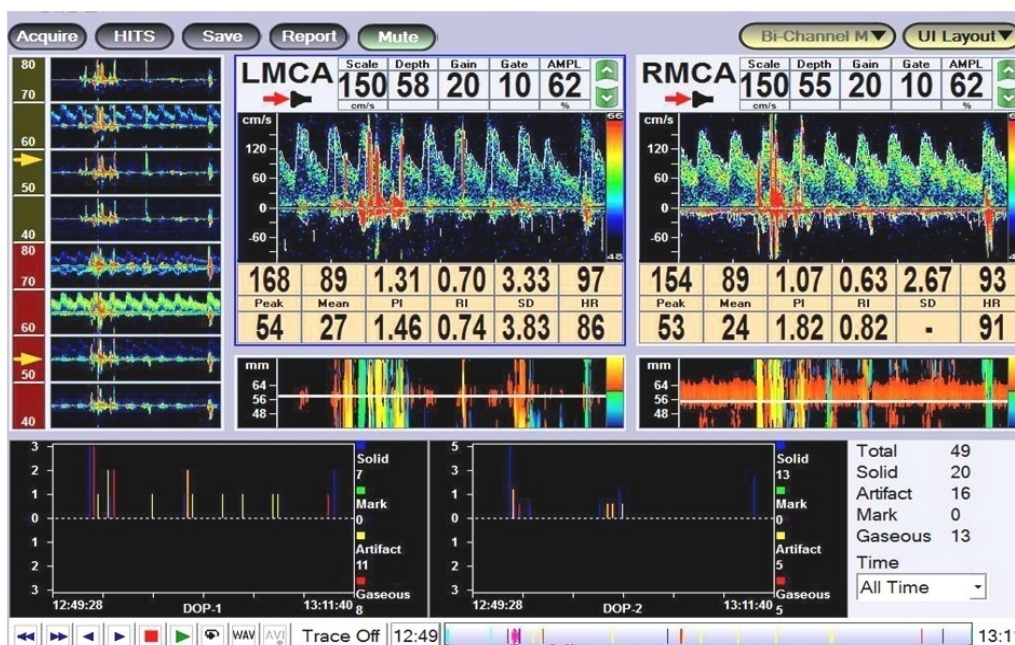 Acquire HITS Save Report Mute Bi-Channel M UI Layout
80
70
60
50
40
80
70
60
50
40
LMCA Scale Depth Gain Gate AMPL
150 58 20 10 62
cm/s %
cm/s
120
60
0
-60
66
48
168 89 1.31 0.70 3.33 97
Peak Mean PI RI SD HR
54 27 1.46 0.74 3.83 86
mm
64
56
48
RMCA Scale Depth Gain Gate AMPL
150 55 20 10 62
cm/s %
cm/s
120
60
0
-60
154 89 1.07 0.63 2.67 93
Peak Mean PI RI SD HR
53 24 1.82 0.82 - 91
mm
64
56
48
3
2
1
0
1
2
3
12:49:28 DOP-1 13:11:40
Solid
7
Mark
0
Artifact
11
Gaseous
8
5
3
1
0
1
2
3
12:49:28 DOP-2 13:11:40
Solid
13
Mark
0
Artifact
5
Gaseous
5
Total 49
Solid 20
Artifact 16
Mark 0
Gaseous 13
Time
All Time
WAV AVI Trace Off 12:49 13:11